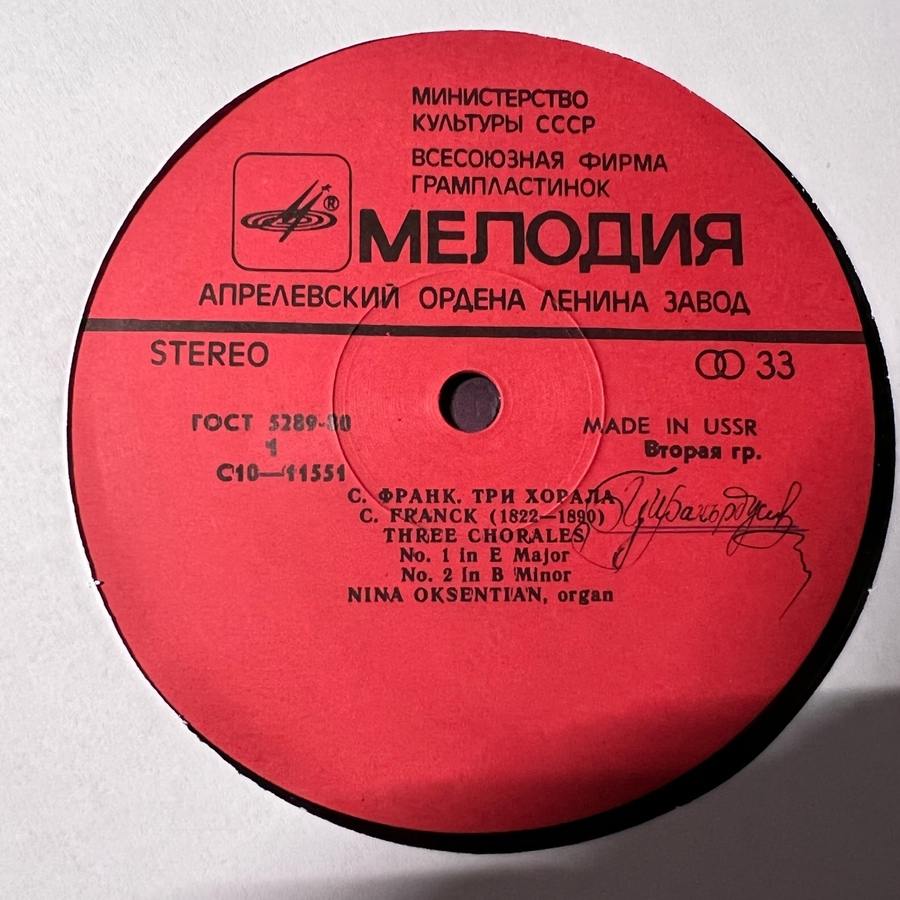 МИНИСТЕРСТВО
КУЛЬТУРЫ СССР
ВСЕСОЮЗНАЯ ФИРМА
ГРАМПЛАСТИНОК
®
МЕЛОДИЯ
АПРЕЛЕВСКИЙ ОРДЕНА ЛЕНИНА ЗАВОД
STEREO
33
ГОСТ 5289-80
1
С10—11551
MADE IN USSR
Вторая гр.
С. ФРАНК. ТРИ ХОРАЛА
C. FRANCK (1822—1890)
THREE CHORALES
No. 1 in E Major
No. 2 in B Minor
NINA OKSENTIAN, organ